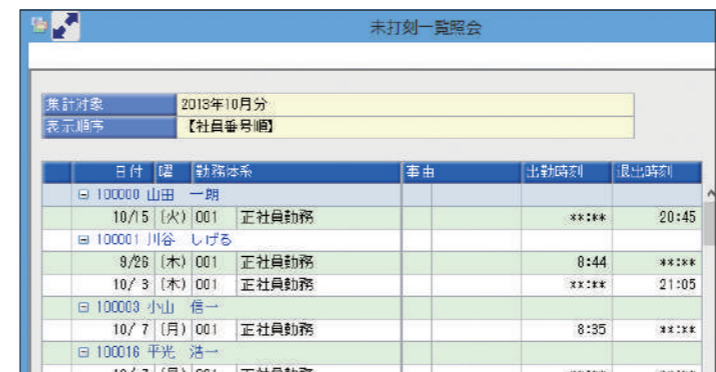 未打刻一覧照会
集計対象 2013年10月分
表示順序 【社員番号順】
日付 曜 勤務体系 事由 出勤時刻 退出時刻
100000 山田 一朗
10/15 (火) 001 正社員勤務 **:** 20:45
100001 川谷 しげる
9/26 (木) 001 正社員勤務 8:44 **:**
10/ 3 (木) 001 正社員勤務 **:** 21:05
100003 小山 信一
10/ 7 (月) 001 正社員勤務 8:35 **:**
100016 平光 浩一